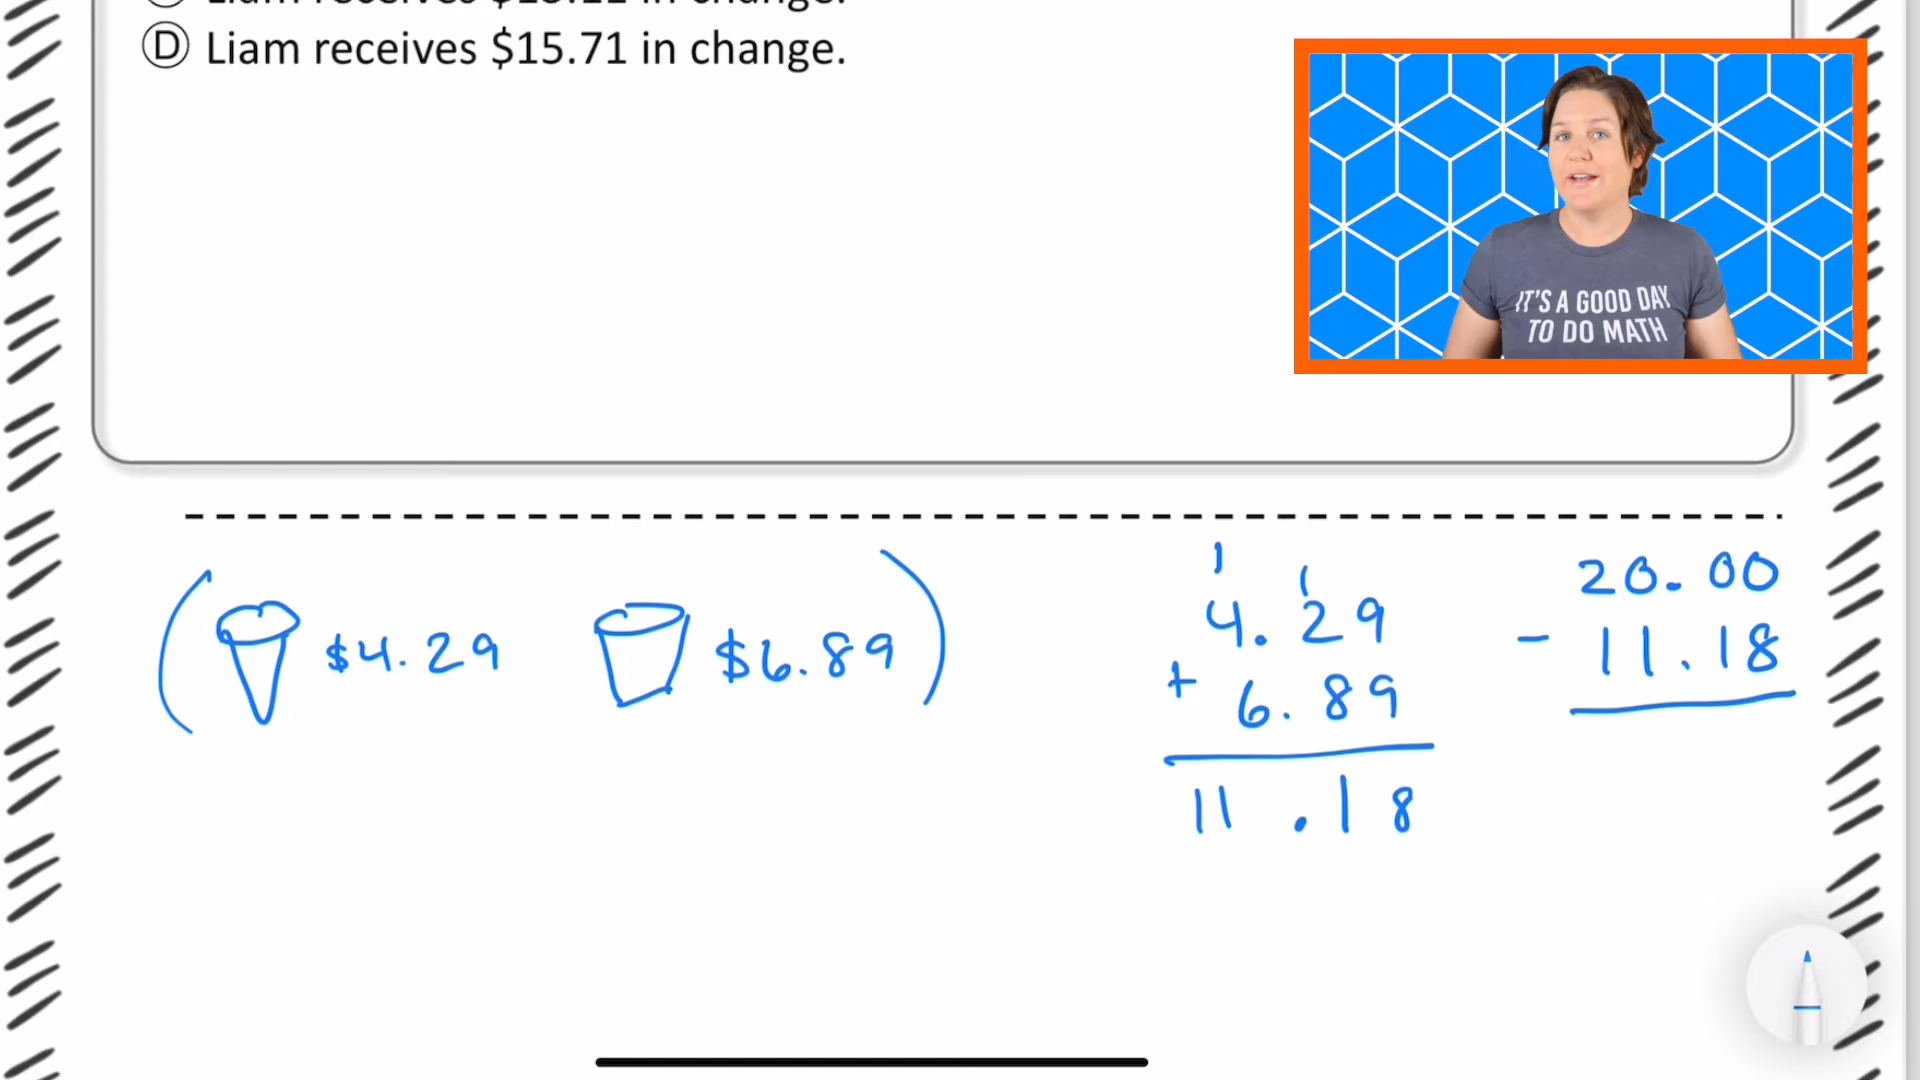 Ⓓ Liam receives $15.71 in change.
IT'S A GOOD DAY
TO DO MATH
$4.29
$6.89
1 1
4.29
+ 6.89
11.18
20.00
- 11.18